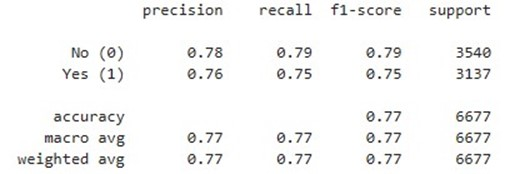 precision recall f1-score support
No (0) 0.78 0.79 0.79 3540
Yes (1) 0.76 0.75 0.75 3137
accuracy 0.77 6677
macro avg 0.77 0.77 0.77 6677
weighted avg 0.77 0.77 0.77 6677